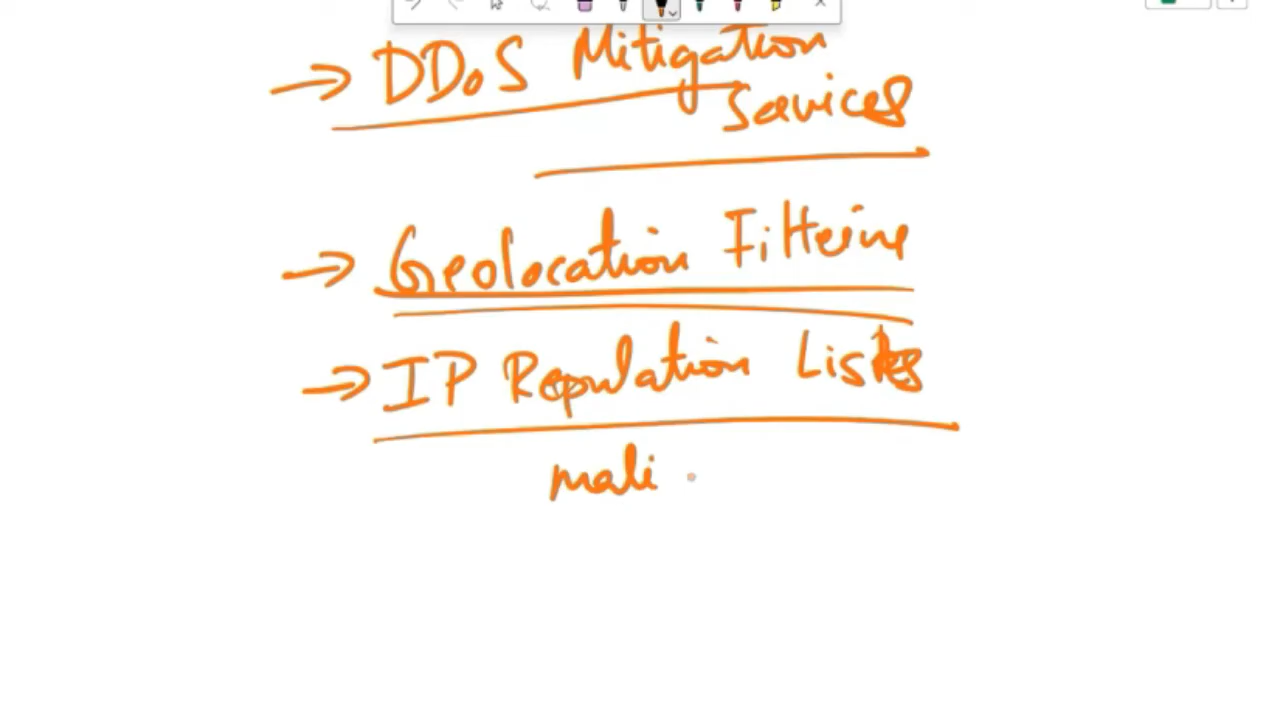 → DDoS Mitigation
Services
→ Geolocation Filtering
→ IP Reputation Lists
mali